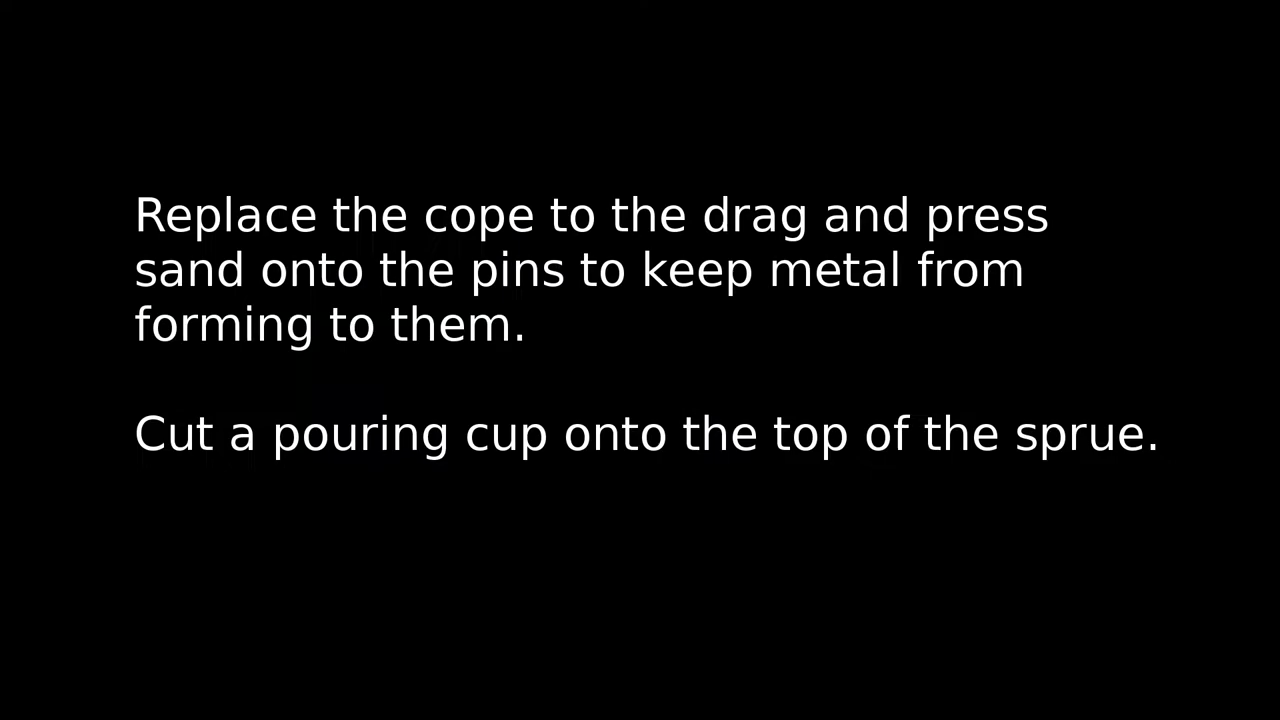 Replace the cope to the drag and press
sand onto the pins to keep metal from
forming to them.
Cut a pouring cup onto the top of the sprue.